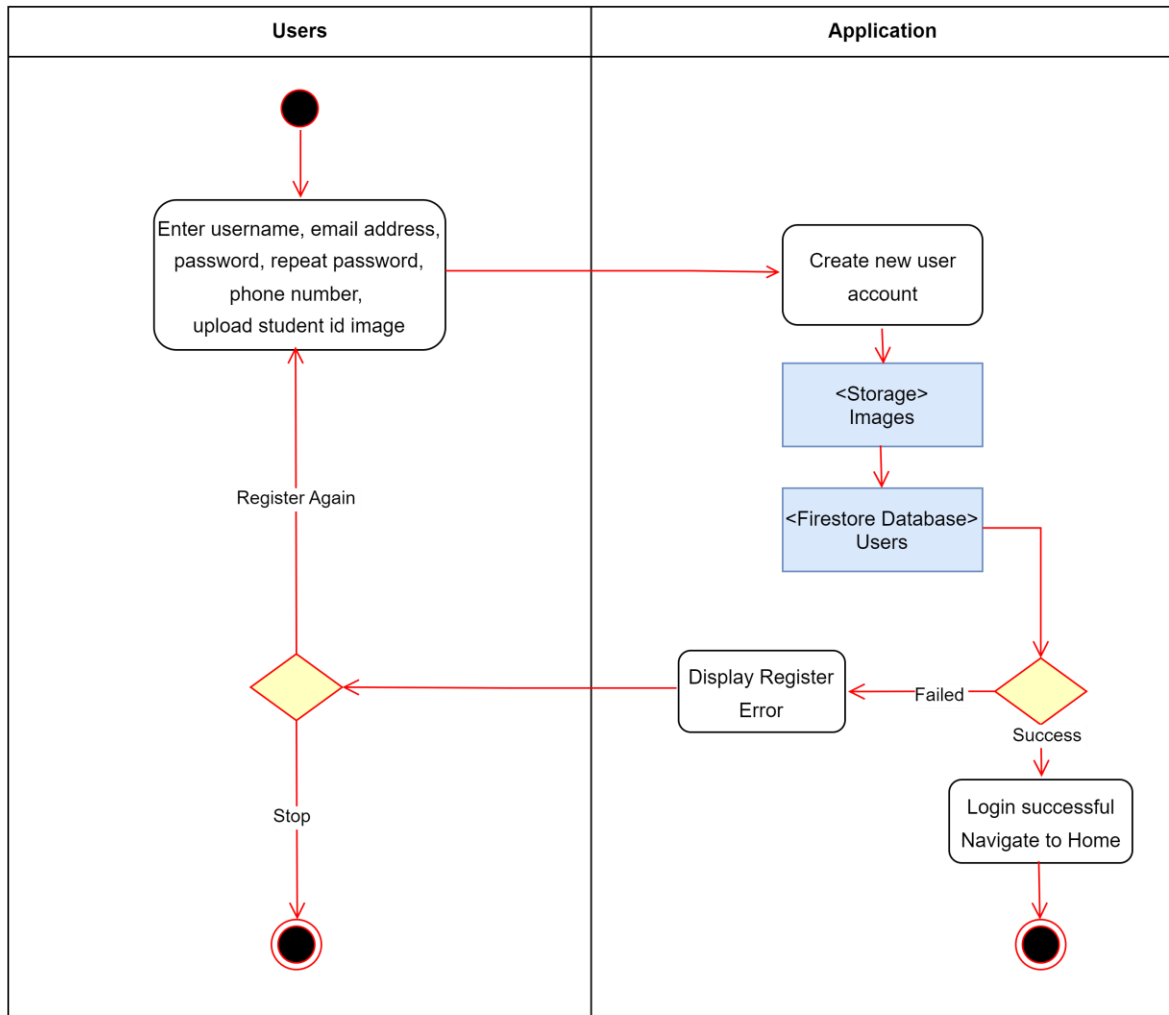 Users
Application
Enter username, email address,
password, repeat password,
phone number,
upload student id image
Create new user
account
<Storage>
Images
<Firestore Database>
Users
Register Again
Display Register
Error
Failed
Success
Stop
Login successful
Navigate to Home